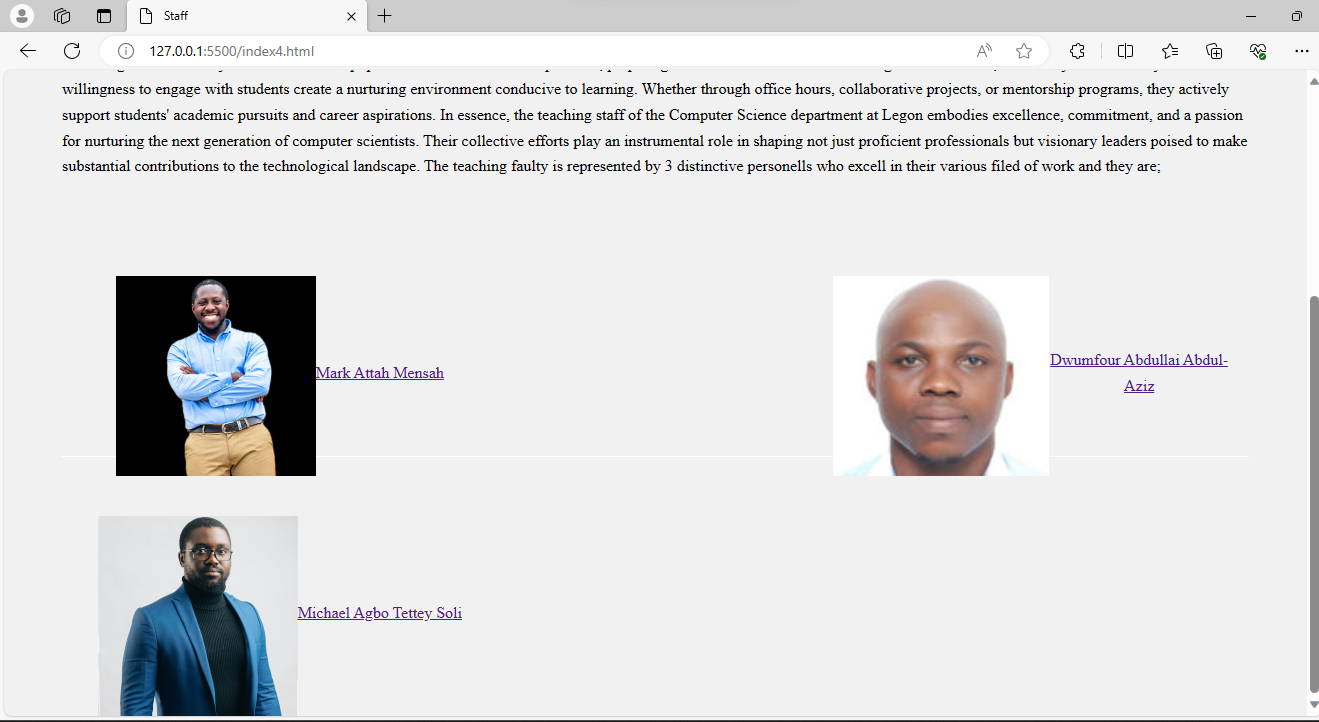 Staff
127.0.0.1:5500/index4.html
willingness to engage with students create a nurturing environment conducive to learning. Whether through office hours, collaborative projects, or mentorship programs, they actively
support students' academic pursuits and career aspirations. In essence, the teaching staff of the Computer Science department at Legon embodies excellence, commitment, and a passion
for nurturing the next generation of computer scientists. Their collective efforts play an instrumental role in shaping not just proficient professionals but visionary leaders poised to make
substantial contributions to the technological landscape. The teaching faulty is represented by 3 distinctive personells who excell in their various filed of work and they are;
Mark Attah Mensah
Dwumfour Abdullai Abdul-
Aziz
Michael Agbo Tettey Soli